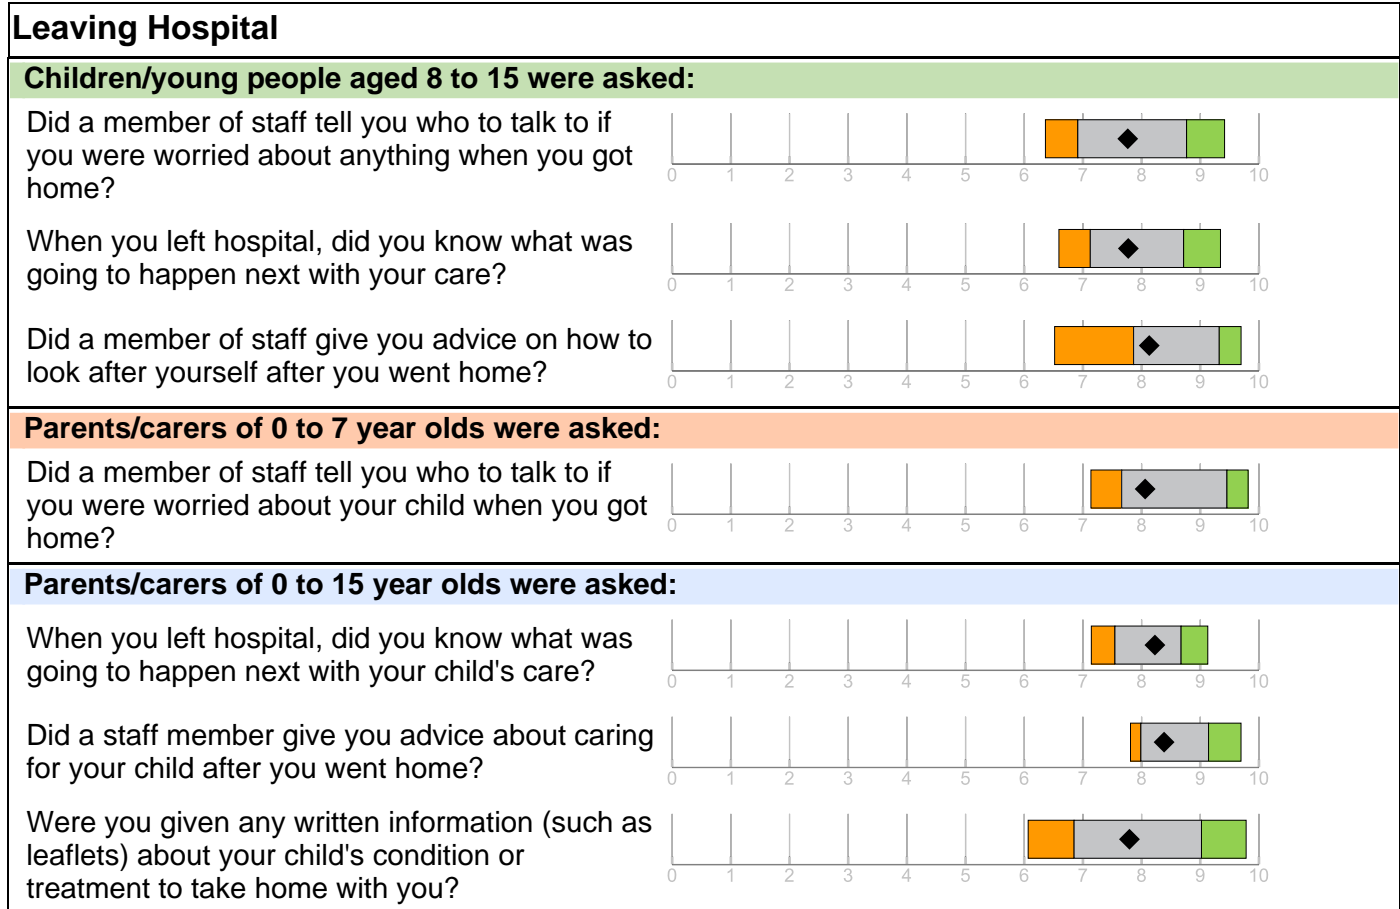 Leaving Hospital
Children/young people aged 8 to 15 were asked:
Did a member of staff tell you who to talk to if
you were worried about anything when you got
home?
0 1 2 3 4 5 6 7 8 9 10
When you left hospital, did you know what was
going to happen next with your care?
0 1 2 3 4 5 6 7 8 9 10
Did a member of staff give you advice on how to
look after yourself after you went home?
0 1 2 3 4 5 6 7 8 9 10
Parents/carers of 0 to 7 year olds were asked:
Did a member of staff tell you who to talk to if
you were worried about your child when you got
home?
0 1 2 3 4 5 6 7 8 9 10
Parents/carers of 0 to 15 year olds were asked:
When you left hospital, did you know what was
going to happen next with your child's care?
0 1 2 3 4 5 6 7 8 9 10
Did a staff member give you advice about caring
for your child after you went home?
0 1 2 3 4 5 6 7 8 9 10
Were you given any written information (such as
leaflets) about your child's condition or
treatment to take home with you?
0 1 2 3 4 5 6 7 8 9 10